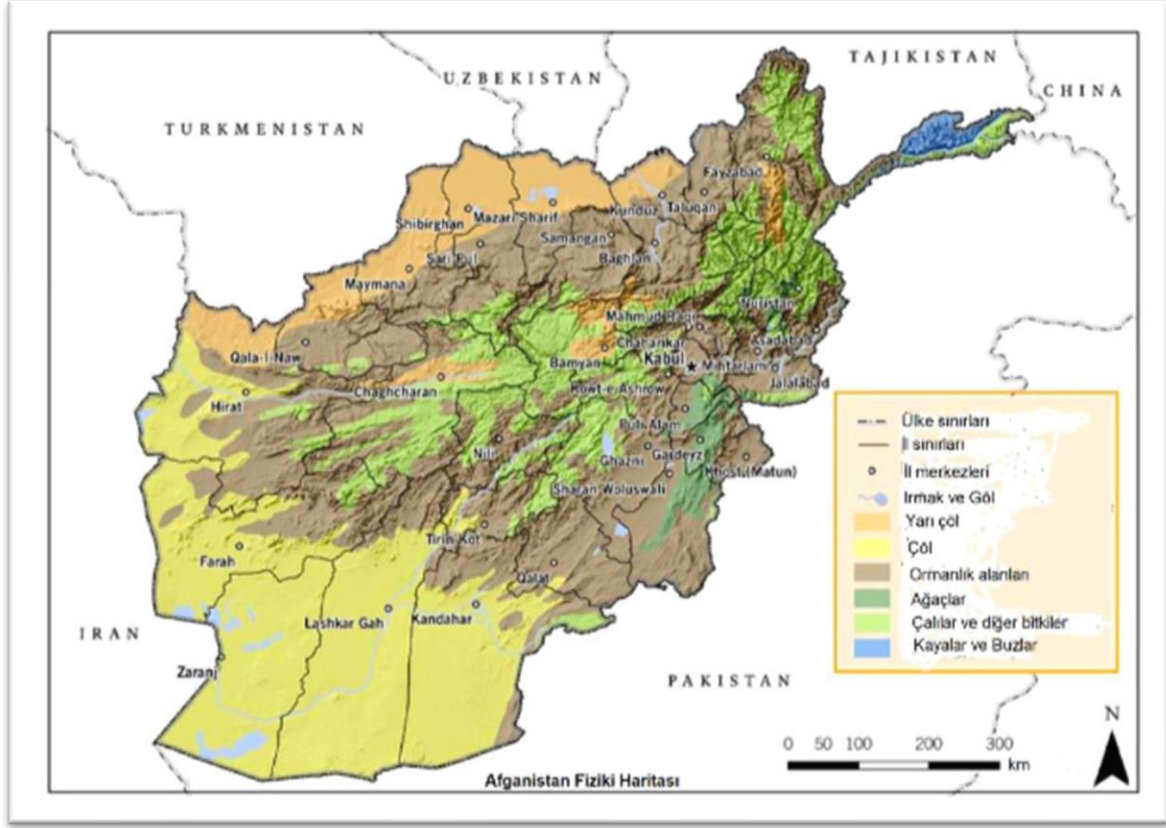 TAJIKISTAN
UZBEKISTAN
CHINA
TURKMENISTAN
Fayzabad
Shibirghan
Mazari Sharif
Kunduz
Taluqan
Samangan
Sari Pul
Baghlan
Maymana
Nuristan
Mahmud Raqi
Qala-I-Naw
Charikar
Asadabad
Bamyan
Kabul
Mihtarlam
Chaghcharan
Kowt-e Ashrow
Jalalabad
Hirat
Puli Alam
Nili
Ghazni
Gardeyz
Khost (Matun)
Sharan Woluswali
Tirin Kot
Farah
Qalat
Lashkar Gah
Kandahar
IRAN
Zaranj
PAKISTAN
Ülke sınırları
İl sınırları
İl merkezleri
Irmak ve Göl
Yarı çöl
Çöl
Ormanlık alanları
Ağaçlar
Çalılar ve diğer bitkiler
Kayalar ve Buzlar
N
0 50 100 200 300
km
Afganistan Fiziki Haritası